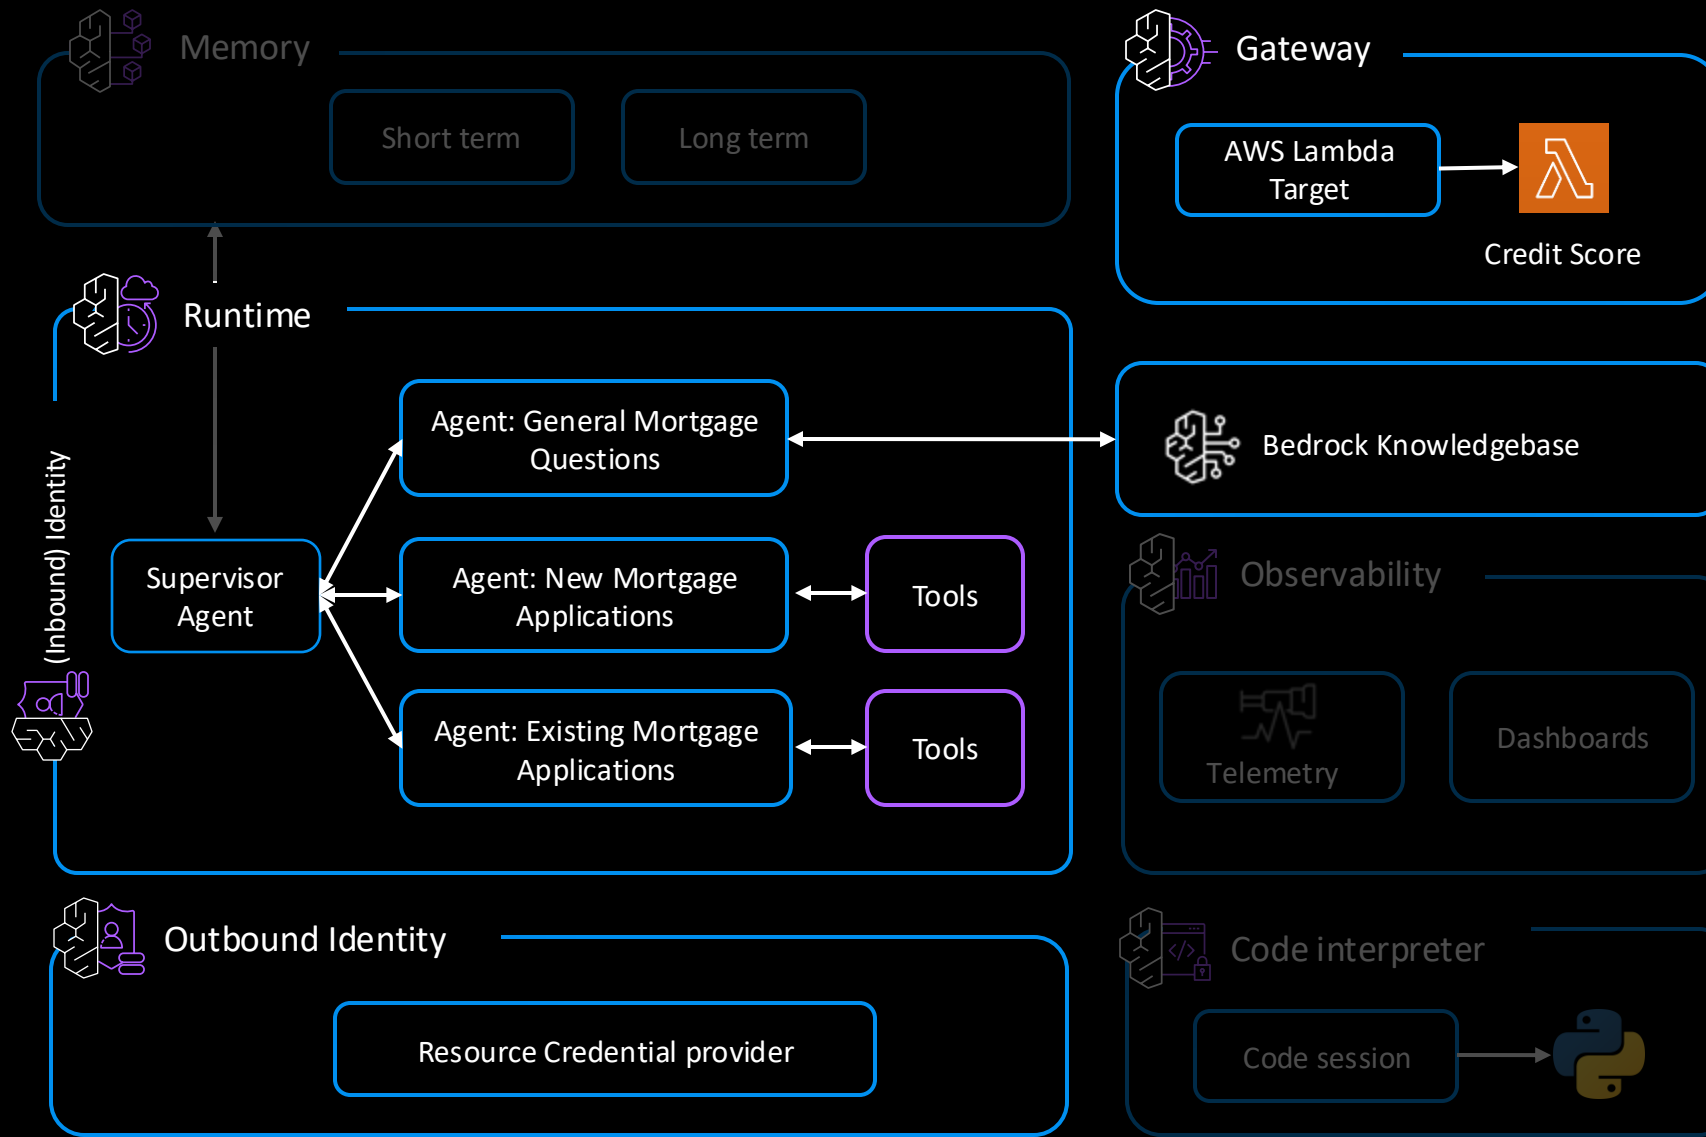 Memory
Short term
Long term
Gateway
AWS Lambda
Target
Credit Score
Runtime
(Inbound) Identity
Supervisor
Agent
Agent: General Mortgage
Questions
Agent: New Mortgage
Applications
Tools
Agent: Existing Mortgage
Applications
Tools
Bedrock Knowledgebase
Observability
Telemetry
Dashboards
Outbound Identity
Resource Credential provider
Code interpreter
Code session